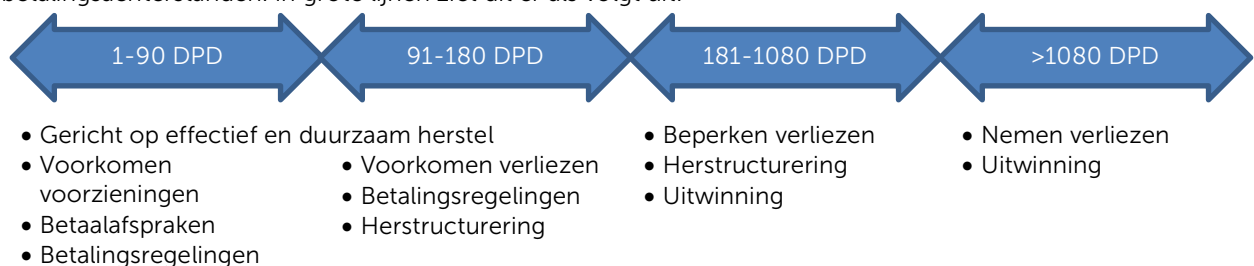 1-90 DPD
91-180 DPD
181-1080 DPD
>1080 DPD
• Gericht op effectief en duurzaam herstel
• Voorkomen
voorzieningen
• Betaalafspraken
• Betalingsregelingen
• Voorkomen verliezen
• Betalingsregelingen
• Herstructurering
• Beperken verliezen
• Herstructurering
• Uitwinning
• Nemen verliezen
• Uitwinning